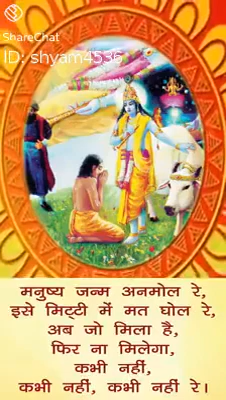 ShareChat
ID: shyam4536
मनुष्य जन्म अनमोल रे,
इसे मिट्टी में मत घोल रे,
अब जो मिला है,
फिर ना मिलेगा,
कभी नहीं,
कभी नहीं, कभी नहीं रे।